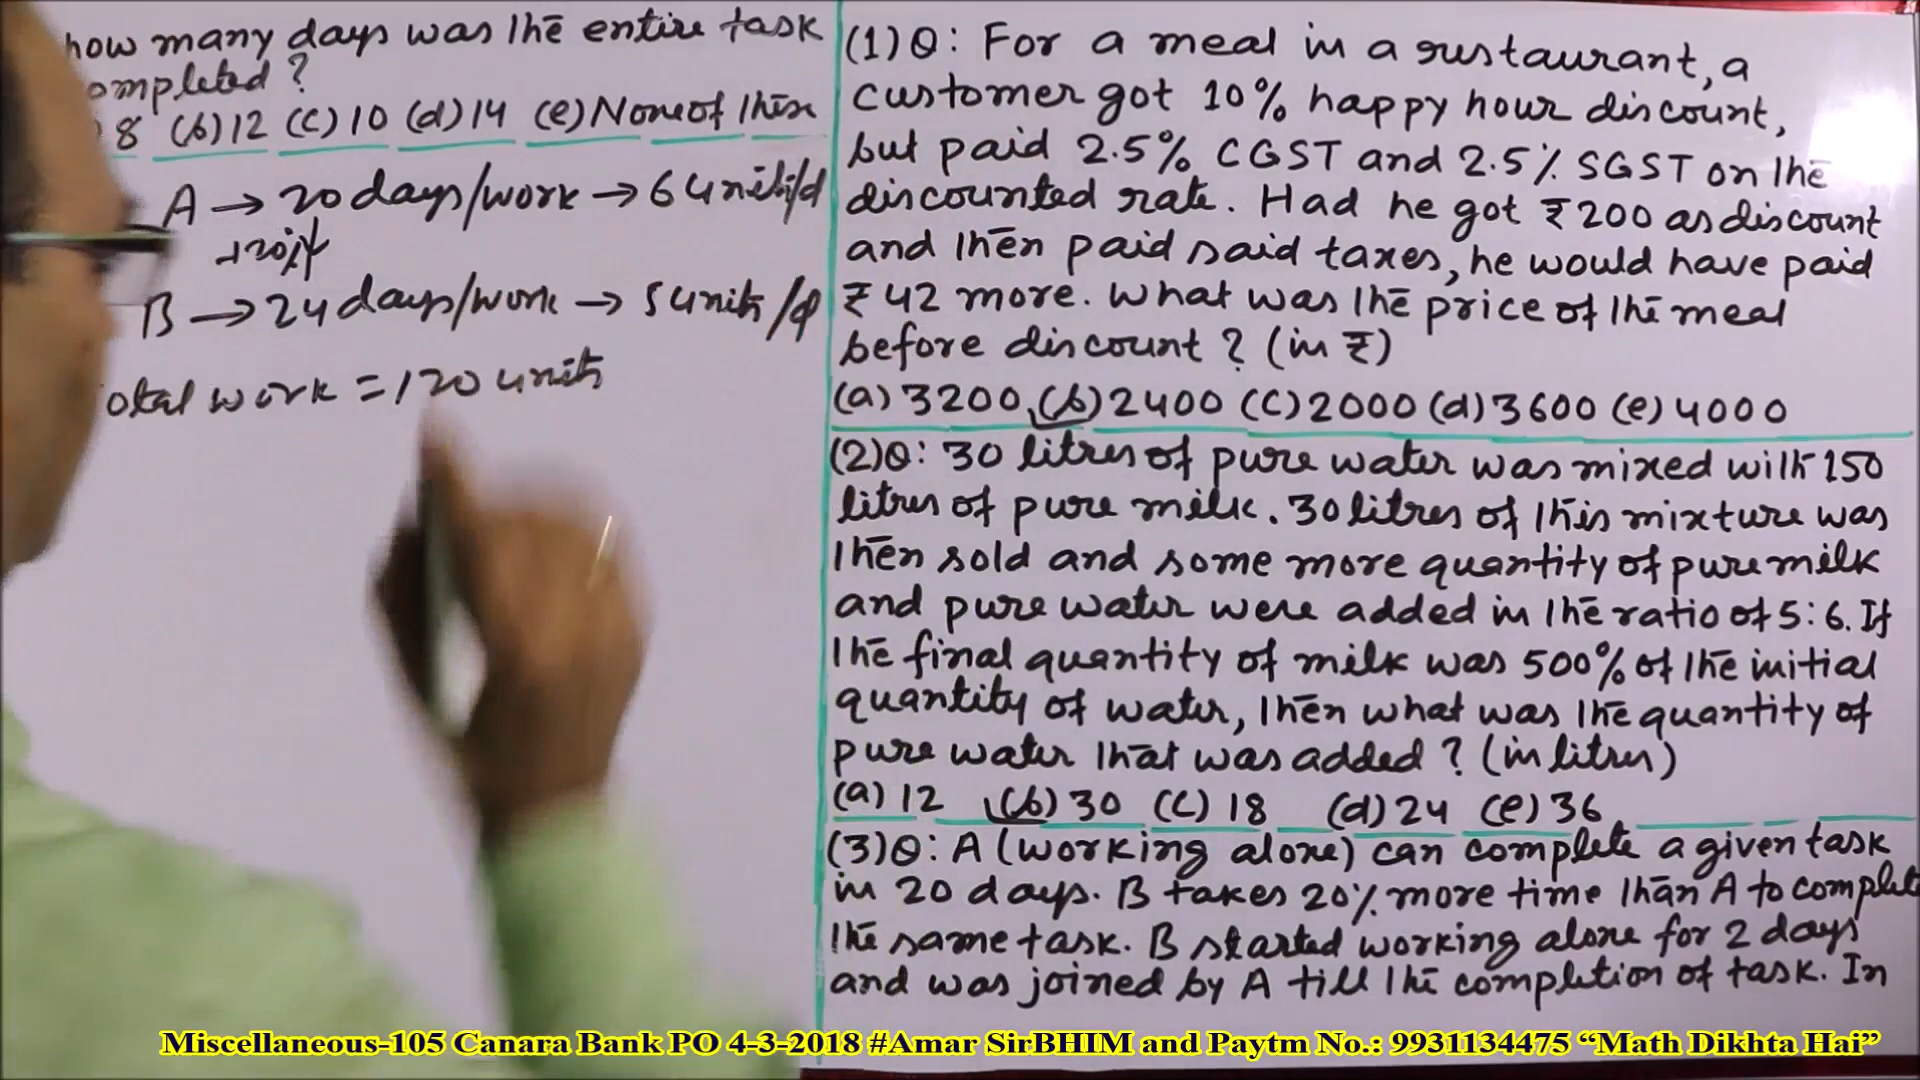 how many days was the entire task
ompleted?
8 (b) 12 (c) 10 (d) 14 (e) None of these
A → 20 days/work → 6 units/d
+20%
B → 24 days/work → 5 units/d
otal work = 120 units
(1)Q: For a meal in a restaurant, a
customer got 10% happy hour discount,
but paid 2.5% CGST and 2.5% SGST on the
discounted rate. Had he got ₹200 as discount
and then paid said taxes, he would have paid
₹42 more. What was the price of the meal
before discount? (in ₹)
(a) 3200 (b) 2400 (c) 2000 (d) 3600 (e) 4000
(2)Q: 30 litres of pure water was mixed with 150
litres of pure milk. 30 litres of this mixture was
then sold and some more quantity of pure milk
and pure water were added in the ratio of 5:6. If
the final quantity of milk was 500% of the initial
quantity of water, then what was the quantity of
pure water that was added? (in litres)
(a) 12 (b) 30 (c) 18 (d) 24 (e) 36
(3)Q: A (working alone) can complete a given task
in 20 days. B takes 20% more time than A to complete
the same task. B started working alone for 2 days
and was joined by A till the completion of task. In
Miscellaneous-105 Canara Bank PO 4-3-2018 #Amar SirBHIM and Paytm No.: 9931134475 “Math Dikhta Hai”